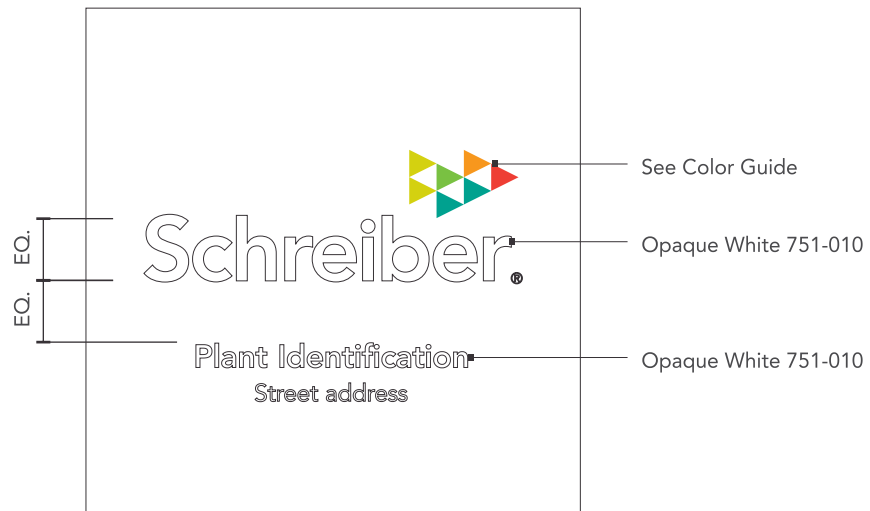 See Color Guide
EQ.
Schreiber®
Opaque White 751-010
EQ.
Plant Identification
Opaque White 751-010
Street address